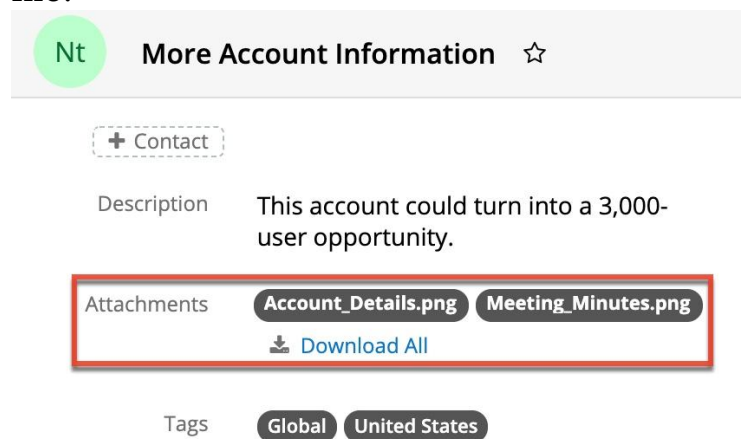 Nt More Account Information
+ Contact
Description This account could turn into a 3,000-
user opportunity.
Attachments Account_Details.png Meeting_Minutes.png
Download All
Tags Global United States